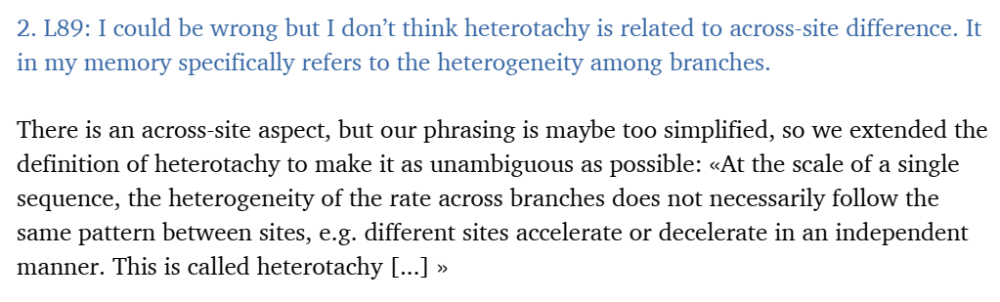 2. L89: I could be wrong but I don’t think heterotachy is related to across-site difference. It
in my memory specifically refers to the heterogeneity among branches.
There is an across-site aspect, but our phrasing is maybe too simplified, so we extended the
definition of heterotachy to make it as unambiguous as possible: «At the scale of a single
sequence, the heterogeneity of the rate across branches does not necessarily follow the
same pattern between sites, e.g. different sites accelerate or decelerate in an independent
manner. This is called heterotachy [...] »